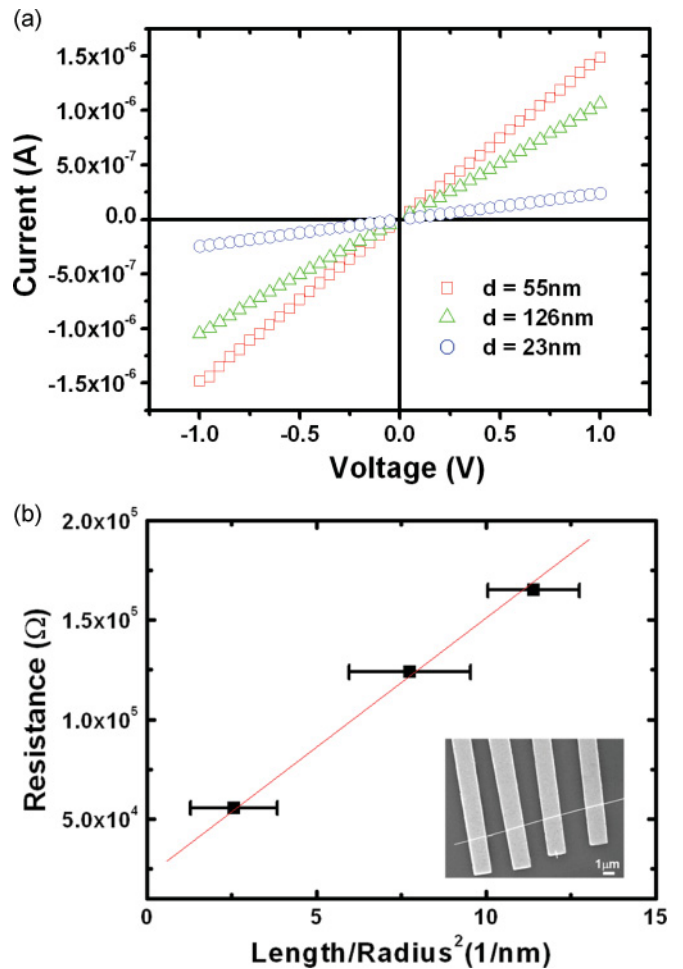 (a)
1.5x10⁻⁶
1.0x10⁻⁶
5.0x10⁻⁷
0.0
-5.0x10⁻⁷
-1.0x10⁻⁶
-1.5x10⁻⁶
Current (A)
d = 55nm
d = 126nm
d = 23nm
-1.0 -0.5 0.0 0.5 1.0
Voltage (V)
(b)
2.0x10⁵
1.5x10⁵
1.0x10⁵
5.0x10⁴
Resistance (Ω)
1μm
0 5 10 15
Length/Radius²(1/nm)